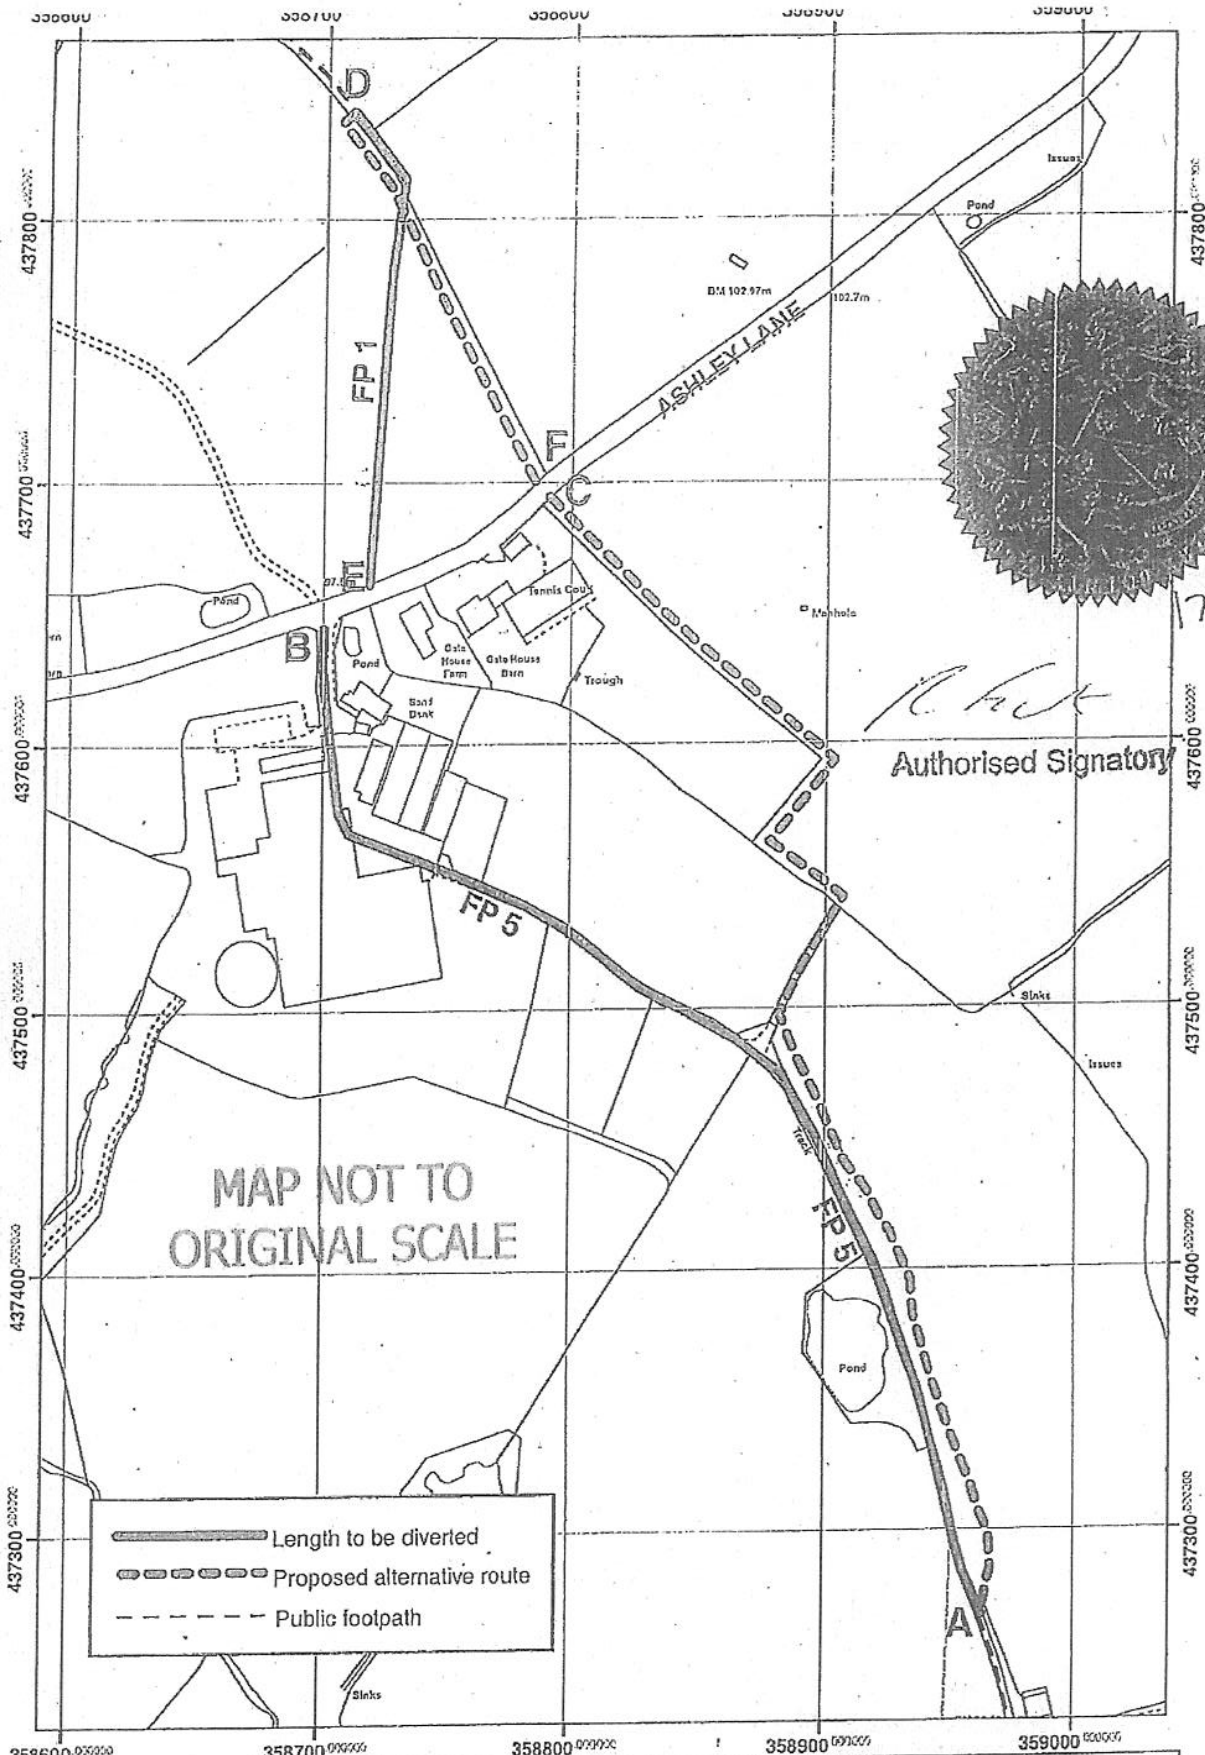 358600
358700
358800
358900
359000
D
Issues
Pond
437800
437800
BM 102.97m
102.7m
ASHLEY LANE
FP 1
F
C
437700
E
Tennis Court
Manhole
Pond
B
Pond
Gate
House
Farm
Gate House
Barn
Trough
Sand
Bank
437600
437600
Authorised Signatory
FP 5
Sinks
437500
437500
Issues
Track
MAP NOT TO
ORIGINAL SCALE
FP 5
437400
437400
Pond
Length to be diverted
Proposed alternative route
Public footpath
437300
437300
A
Sinks
358600
358700
358800
358900
359000